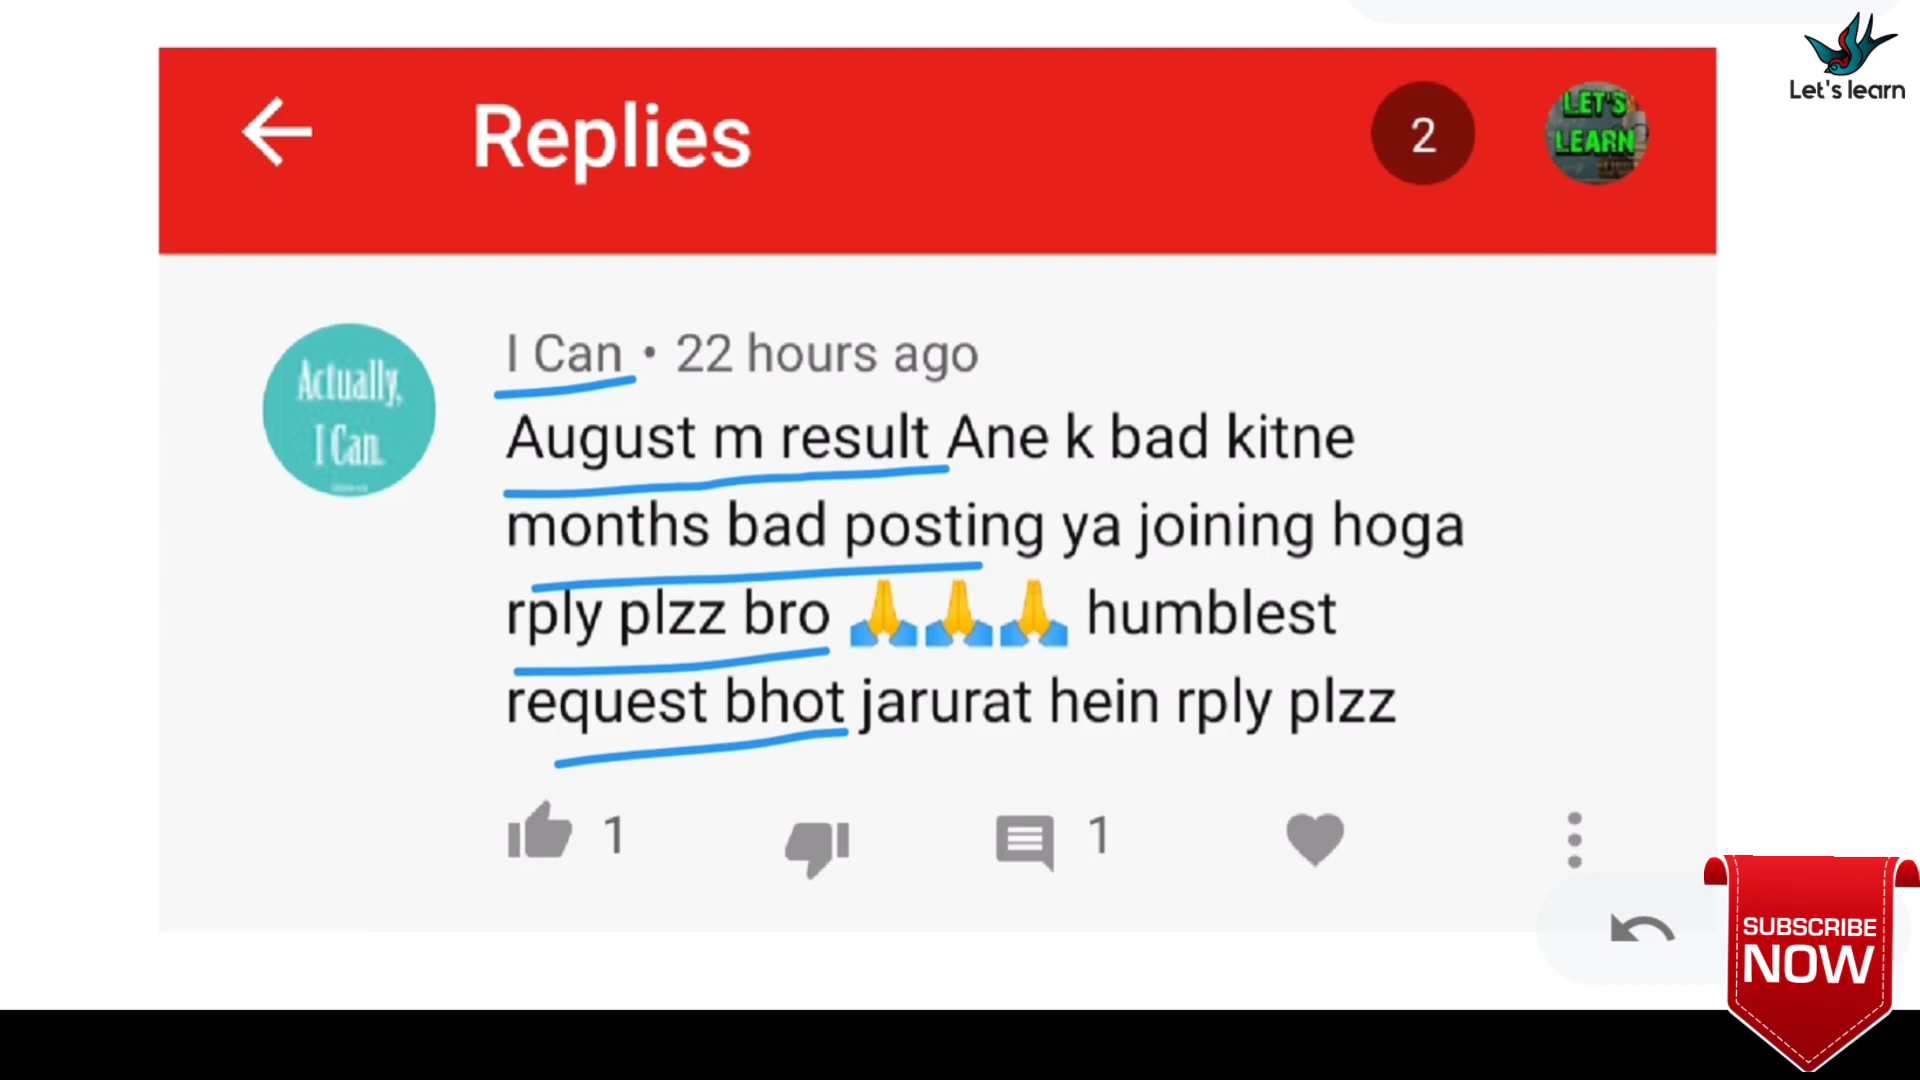 Let's learn
Replies
2
LET'S
LEARN
Actually,
I Can.
I Can • 22 hours ago
August m result Ane k bad kitne
months bad posting ya joining hoga
rply plzz bro 🙏🙏🙏 humblest
request bhot jarurat hein rply plzz
1
1
SUBSCRIBE
NOW